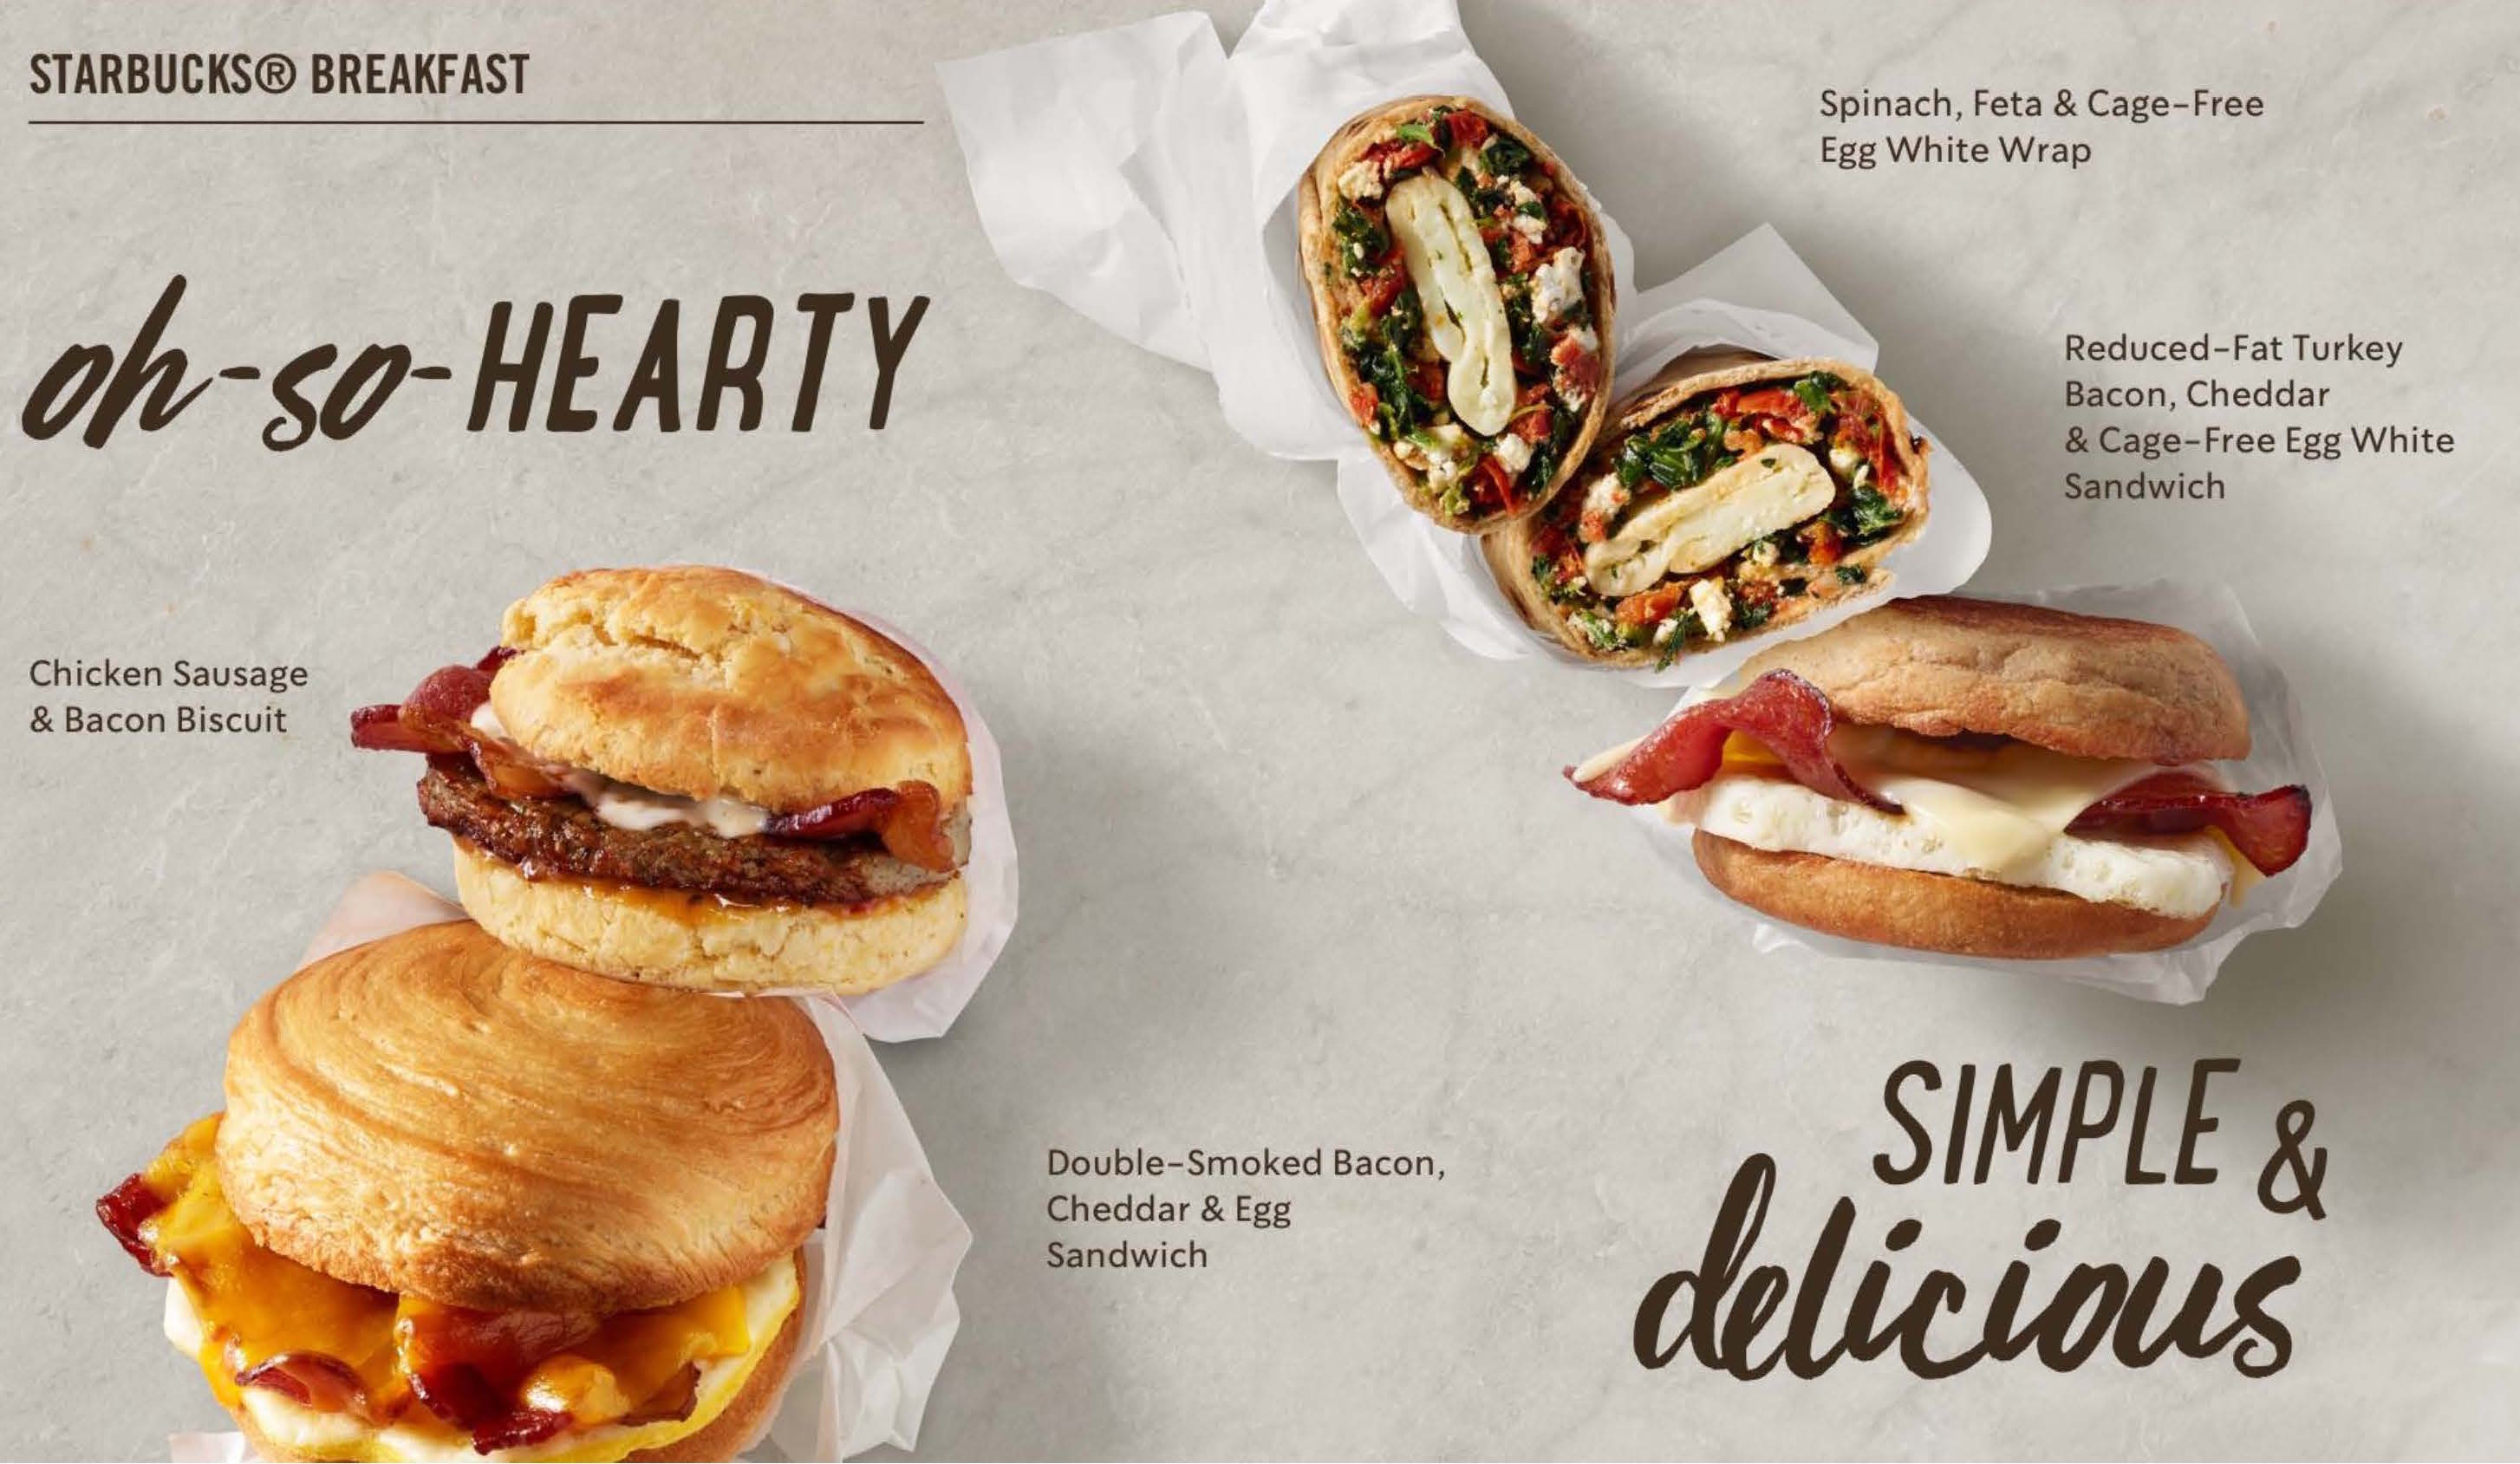 STARBUCKS® BREAKFAST
oh-so-HEARTY
Chicken Sausage
& Bacon Biscuit
Double-Smoked Bacon,
Cheddar & Egg
Sandwich
Spinach, Feta & Cage-Free
Egg White Wrap
Reduced-Fat Turkey
Bacon, Cheddar
& Cage-Free Egg White
Sandwich
SIMPLE &
delicious